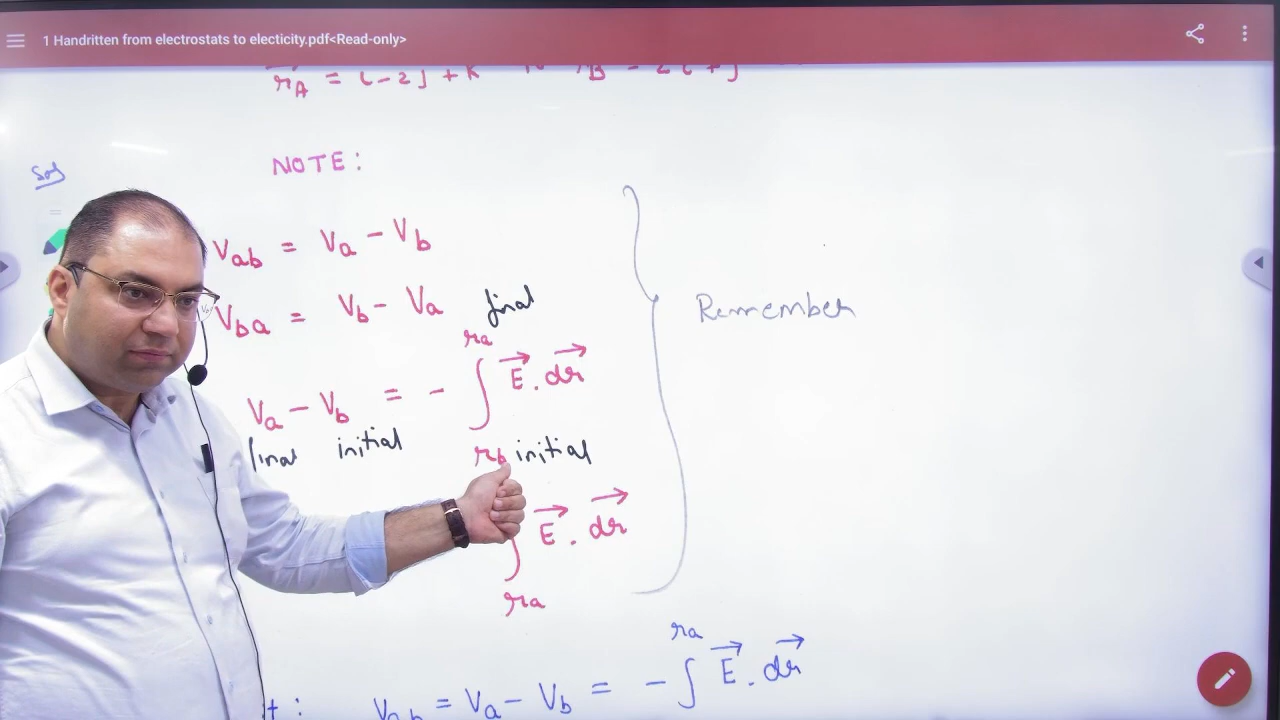 1 Handritten from electrostats to electicity.pdf<Read-only>
r⃗A = i - 2j + k
Sol
NOTE:
Vab = Va - Vb
Vba = Vb - Va
final
Va - Vb = - ∫ E⃗ . dr⃗
ra
final initial
rb initial
∫ E⃗ . dr⃗
ra
Remember
Vab = Va - Vb = - ∫ E⃗ . dr⃗
ra